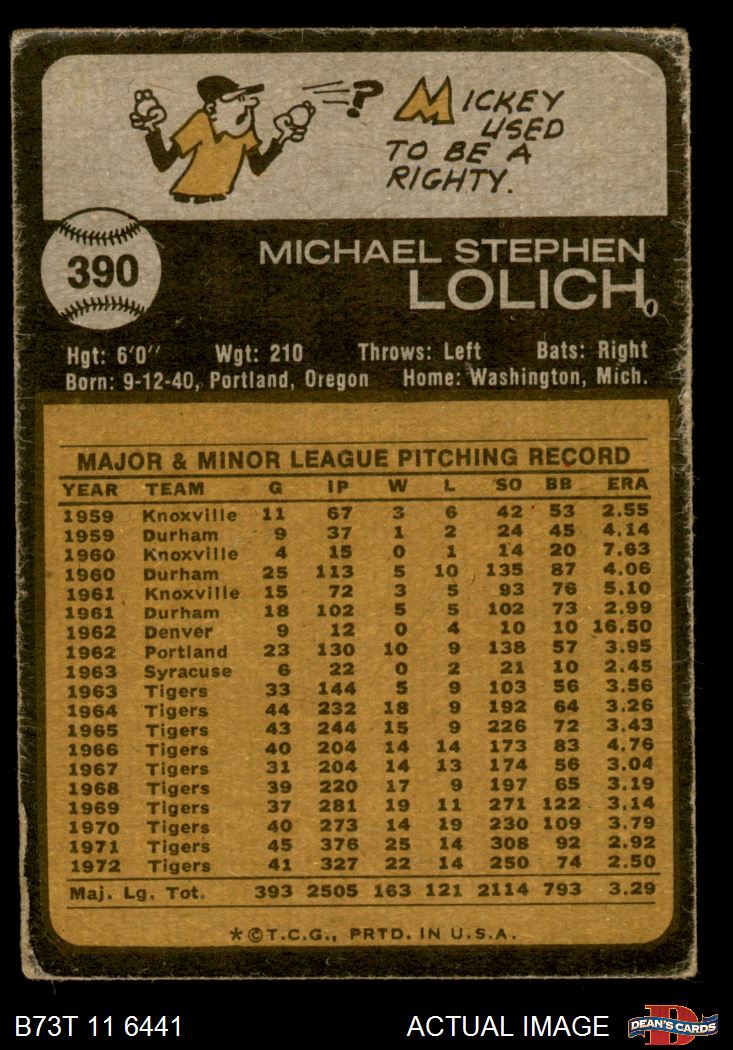 ? MICKEY
USED
TO BE A
RIGHTY.
390
MICHAEL STEPHEN
LOLICH
Hgt: 6'0" Wgt: 210 Throws: Left Bats: Right
Born: 9-12-40, Portland, Oregon Home: Washington, Mich.
MAJOR & MINOR LEAGUE PITCHING RECORD
YEAR TEAM G IP W L SO BB ERA
1959 Knoxville 11 67 3 6 42 53 2.55
1959 Durham 9 37 1 2 24 45 4.14
1960 Knoxville 4 15 0 1 14 20 7.63
1960 Durham 25 113 5 10 135 87 4.06
1961 Knoxville 15 72 3 5 93 76 5.10
1961 Durham 18 102 5 5 102 73 2.99
1962 Denver 9 12 0 4 10 10 16.50
1962 Portland 23 130 10 9 138 57 3.95
1963 Syracuse 6 22 0 2 21 10 2.45
1963 Tigers 33 144 5 9 103 56 3.56
1964 Tigers 44 232 18 9 192 64 3.26
1965 Tigers 43 244 15 9 226 72 3.43
1966 Tigers 40 204 14 14 173 83 4.76
1967 Tigers 31 204 14 13 174 56 3.04
1968 Tigers 39 220 17 9 197 65 3.19
1969 Tigers 37 281 19 11 271 122 3.14
1970 Tigers 40 273 14 19 230 109 3.79
1971 Tigers 45 376 25 14 308 92 2.92
1972 Tigers 41 327 22 14 250 74 2.50
Maj. Lg. Tot. 393 2505 163 121 2114 793 3.29
*©T.C.G., PRTD. IN U.S.A.
B73T 11 6441 ACTUAL IMAGE D DEAN'S CARDS